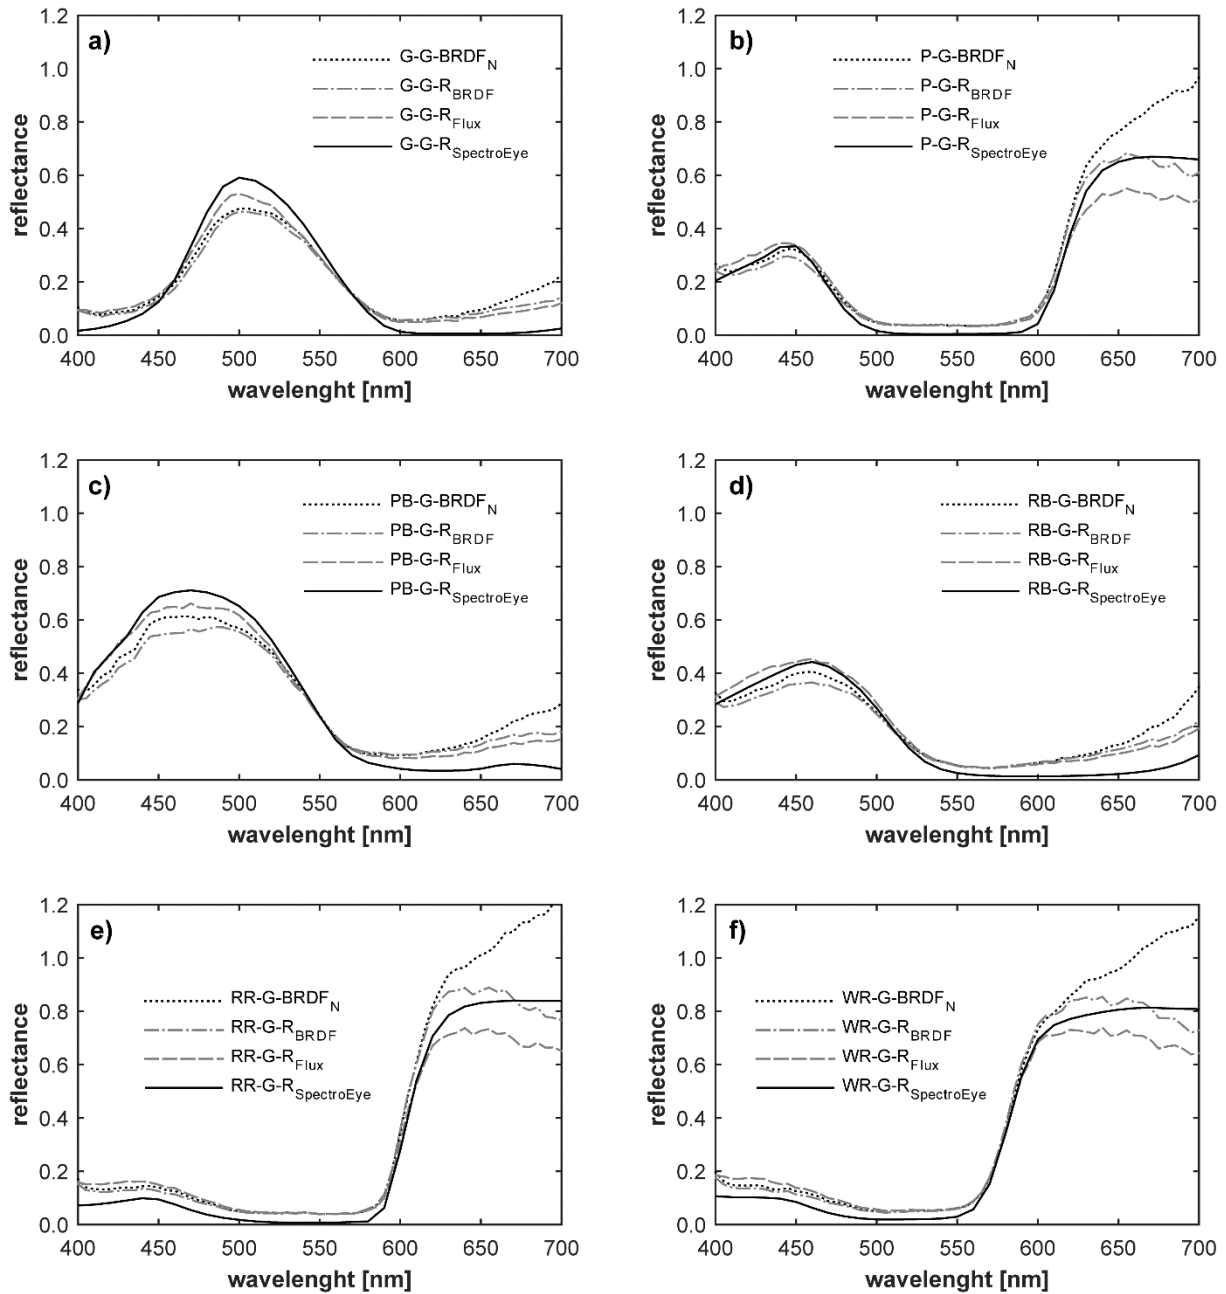 a)
G-G-BRDF_N
G-G-R_BRDF
G-G-R_Flux
G-G-R_SpectroEye
reflectance
1.2
1.0
0.8
0.6
0.4
0.2
0.0
400 450 500 550 600 650 700
wavelenght [nm]
b)
P-G-BRDF_N
P-G-R_BRDF
P-G-R_Flux
P-G-R_SpectroEye
reflectance
1.2
1.0
0.8
0.6
0.4
0.2
0.0
400 450 500 550 600 650 700
wavelenght [nm]
c)
PB-G-BRDF_N
PB-G-R_BRDF
PB-G-R_Flux
PB-G-R_SpectroEye
reflectance
1.2
1.0
0.8
0.6
0.4
0.2
0.0
400 450 500 550 600 650 700
wavelenght [nm]
d)
RB-G-BRDF_N
RB-G-R_BRDF
RB-G-R_Flux
RB-G-R_SpectroEye
reflectance
1.2
1.0
0.8
0.6
0.4
0.2
0.0
400 450 500 550 600 650 700
wavelenght [nm]
e)
RR-G-BRDF_N
RR-G-R_BRDF
RR-G-R_Flux
RR-G-R_SpectroEye
reflectance
1.2
1.0
0.8
0.6
0.4
0.2
0.0
400 450 500 550 600 650 700
wavelenght [nm]
f)
WR-G-BRDF_N
WR-G-R_BRDF
WR-G-R_Flux
WR-G-R_SpectroEye
reflectance
1.2
1.0
0.8
0.6
0.4
0.2
0.0
400 450 500 550 600 650 700
wavelenght [nm]